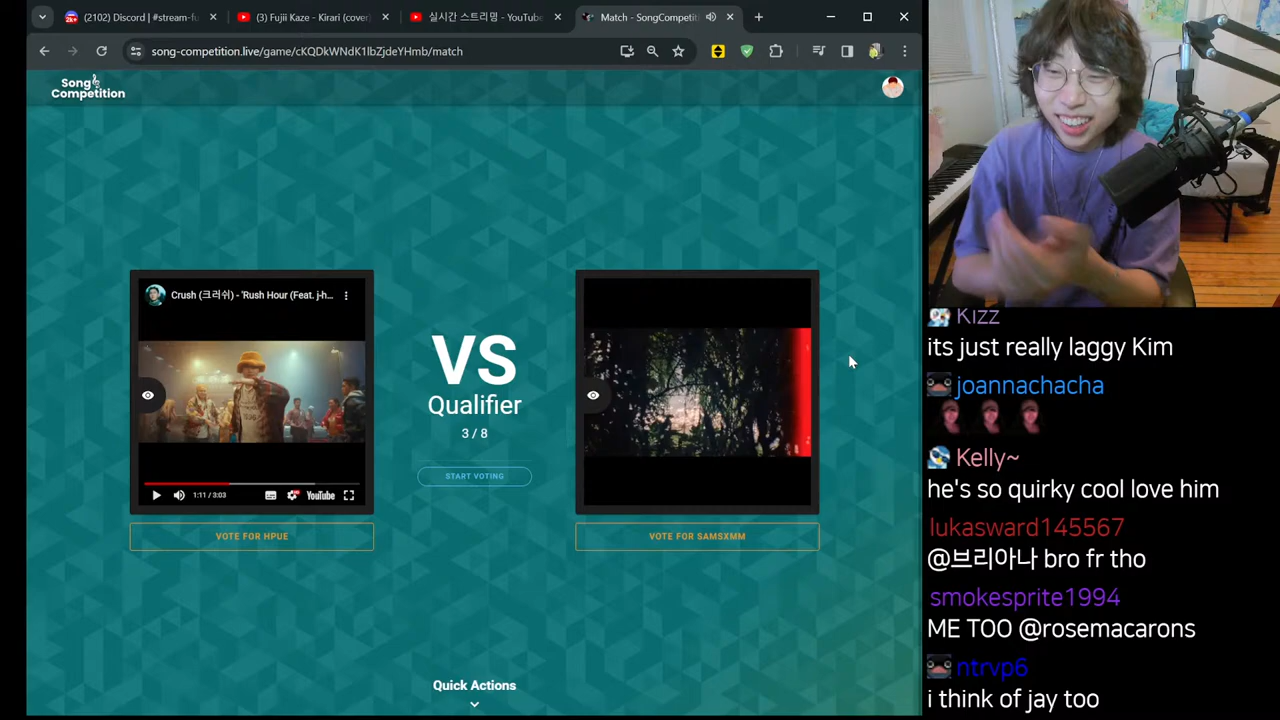 (2102) Discord | #stream-fu
(3) Fujii Kaze - Kirari (cover)
실시간 스트리밍 - YouTube
Match - SongCompetiti
song-competition.live/game/cKQDkWNdK1lbZjdeYHmb/match
Song
Competition
Crush (크러쉬) - 'Rush Hour (Feat. j-h...
1:11 / 3:03
YouTube
VOTE FOR HPUE
VS
Qualifier
3 / 8
START VOTING
VOTE FOR SAMSXMM
Quick Actions
Kizz
its just really laggy Kim
joannachacha
Kelly~
he's so quirky cool love him
lukasward145567
@브리아나 bro fr tho
smokesprite1994
ME TOO @rosemacarons
ntrvp6
i think of jay too